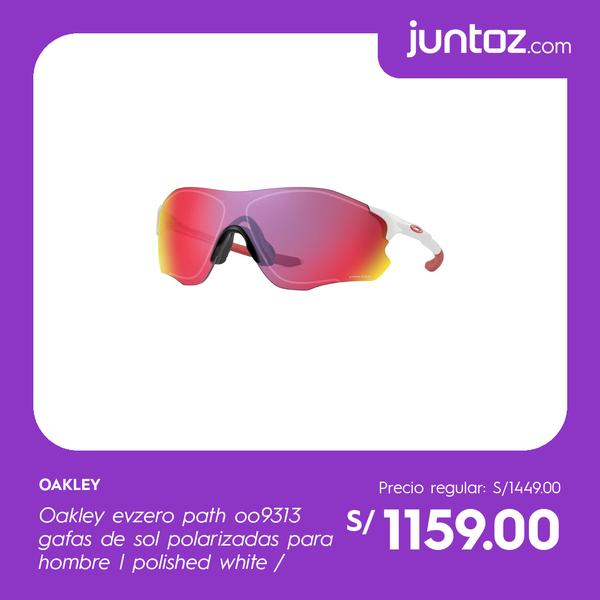 juntoz.com
OAKLEY
Oakley evzero path oo9313
gafas de sol polarizadas para
hombre | polished white /
Precio regular: S/1449.00
S/1159.00